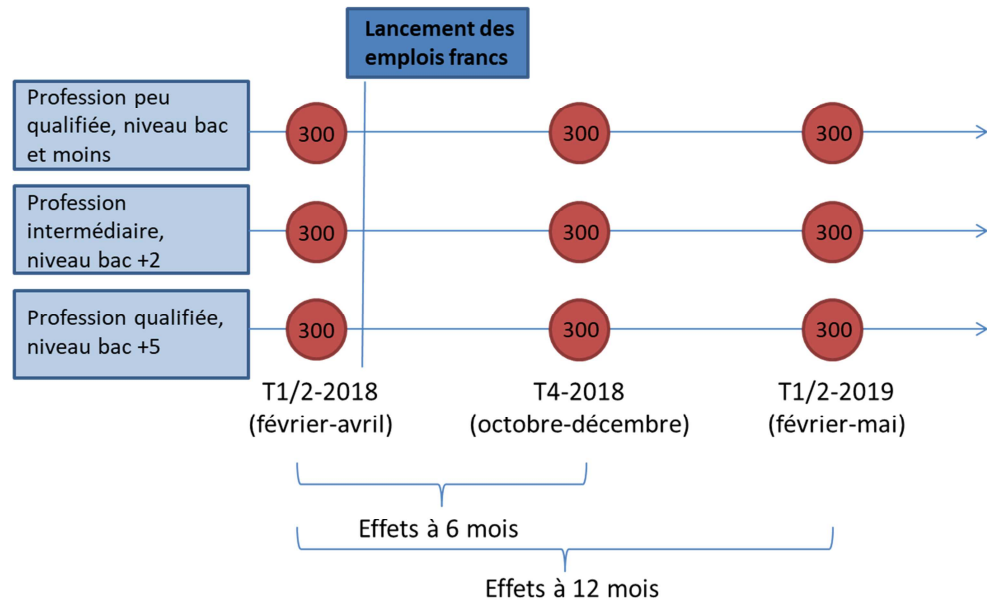 Lancement des
emplois francs
Profession peu
qualifiée, niveau bac
et moins
300
300
300
Profession
intermédiaire,
niveau bac +2
300
300
300
Profession qualifiée,
niveau bac +5
300
300
300
T1/2-2018
(février-avril)
T4-2018
(octobre-décembre)
T1/2-2019
(février-mai)
Effets à 6 mois
Effets à 12 mois